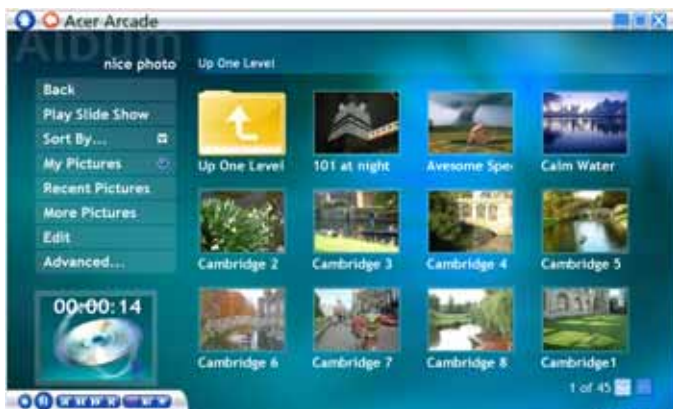 Acer Arcade
Album
nice photo
Up One Level
Back
Play Slide Show
Sort By...
My Pictures
Recent Pictures
More Pictures
Edit
Advanced...
00:00:14
Up One Level
101 at night
Avesome Spe
Calm Water
Cambridge 2
Cambridge 3
Cambridge 4
Cambridge 5
Cambridge 6
Cambridge 7
Cambridge 8
Cambridge1
1 of 45